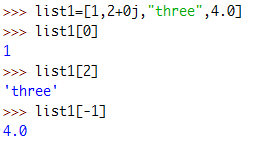 >>> list1=[1,2+0j,"three",4.0]
>>> list1[0]
1
>>> list1[2]
'three'
>>> list1[-1]
4.0